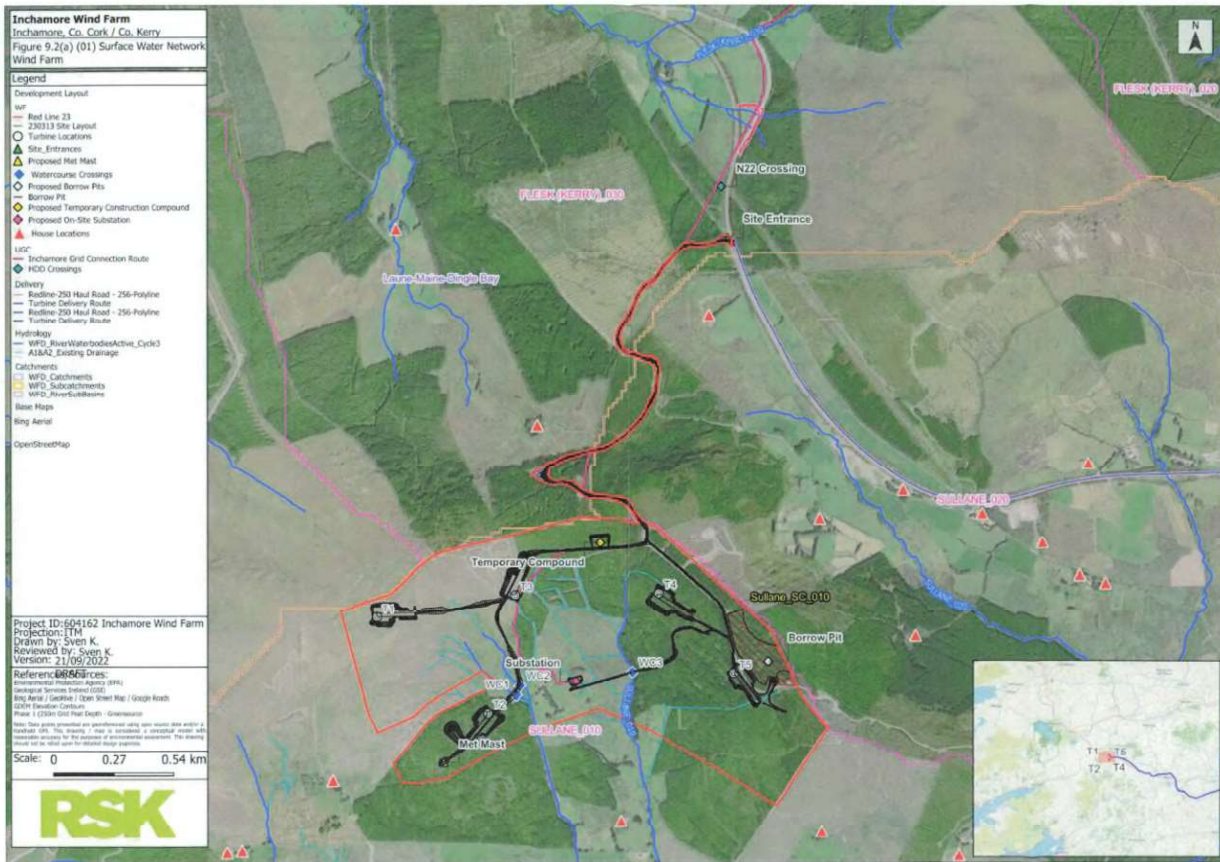 Inchamore Wind Farm
Inchamore, Co. Cork / Co. Kerry
Figure 9.2(a) (01) Surface Water Network
Wind Farm
Legend
Development Layout
WF
Red Line 23
230313 Site Layout
Turbine Locations
Site_Entrances
Proposed Met Mast
Watercourse Crossings
Proposed Borrow Pits
Borrow Pit
Proposed Temporary Construction Compound
Proposed On-Site Substation
House Locations
UGC
Inchamore Grid Connection Route
HDD Crossings
Delivery
Redline-250 Haul Road - 256-Polyline
Turbine Delivery Route
Redline-250 Haul Road - 256-Polyline
Turbine Delivery Route
Hydrology
WFD_RiverWaterbodiesActive_Cycle3
A1&A2_Existing Drainage
Catchments
WFD_Catchments
WFD_Subcatchments
WFD_RiverSubBasins
Base Maps
Bing Aerial
OpenStreetMap
Project ID:604162 Inchamore Wind Farm
Projection:ITM
Drawn by: Sven K.
Reviewed by: Sven K.
Version: 21/09/2022
DRAFT
References/Sources:
Environmental Protection Agency (EPA)
Geological Services Ireland (GSI)
Bing Aerial / GeoHive / Open Street Map / Google Roads
GDEM Elevation Contours
Scale: 0 0.27 0.54 km
RSK
N
FLESK (KERRY)_020
N22 Crossing
FLESK (KERRY)_030
Site Entrance
Laune-Maine-Dingle Bay
SULLANE_020
Temporary Compound
T3
T4
T1
Sullane_SC_010
Borrow Pit
Substation
WC3
T5
WC1
WC2
T2
SULLANE_010
Met Mast
T1
T2
T4